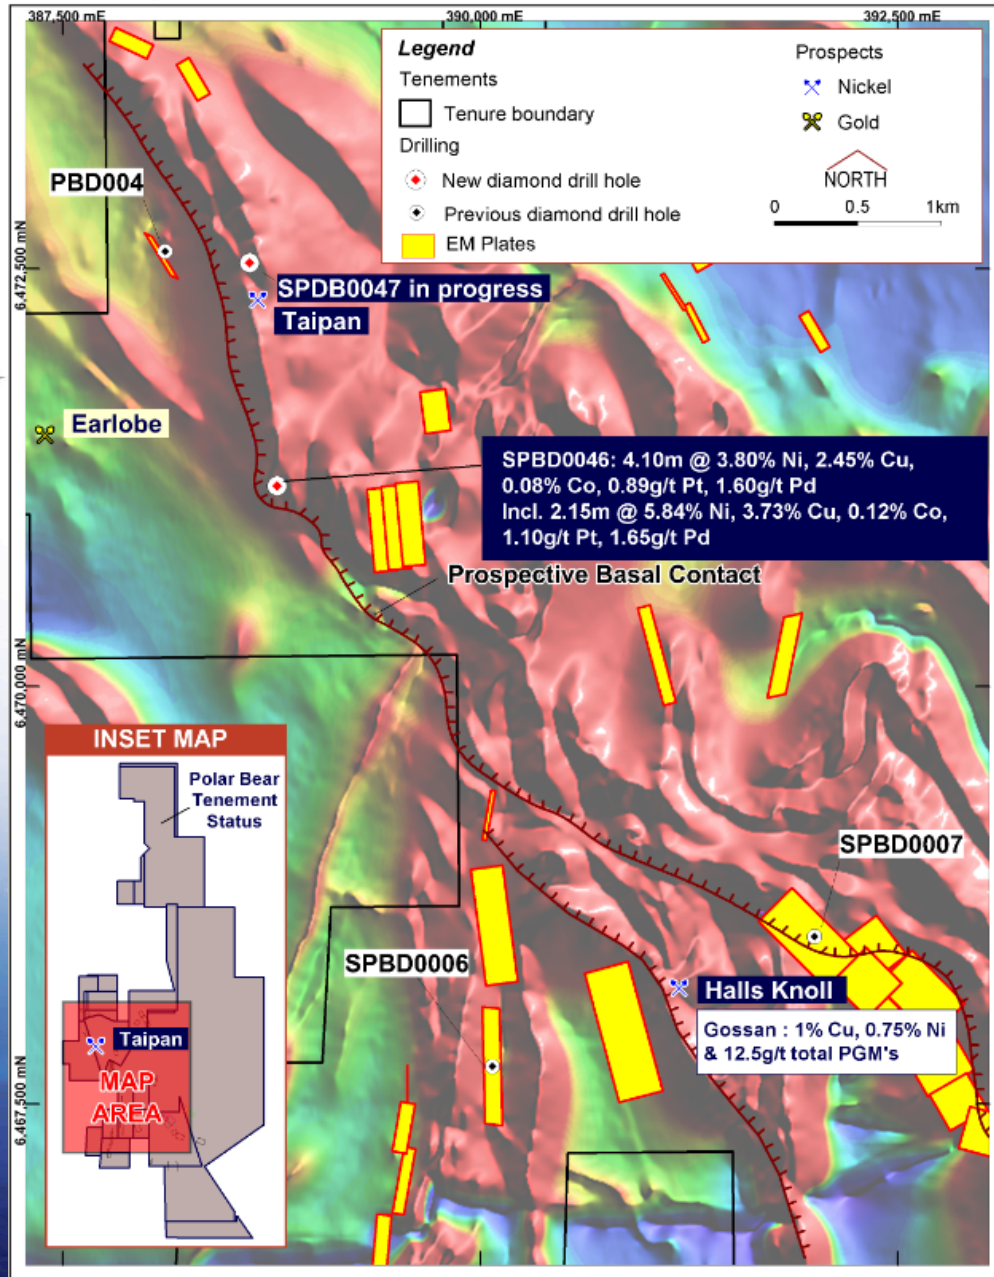 387,500 mE
390,000 mE
392,500 mE
Legend
Tenements
Tenure boundary
Drilling
New diamond drill hole
Previous diamond drill hole
EM Plates
Prospects
Nickel
Gold
NORTH
0 0.5 1km
PBD004
6,472,500 mN
SPDB0047 in progress
Taipan
Earlobe
SPBD0046: 4.10m @ 3.80% Ni, 2.45% Cu,
0.08% Co, 0.89g/t Pt, 1.60g/t Pd
Incl. 2.15m @ 5.84% Ni, 3.73% Cu, 0.12% Co,
1.10g/t Pt, 1.65g/t Pd
Prospective Basal Contact
6,470,000 mN
INSET MAP
Polar Bear
Tenement
Status
Taipan
MAP
AREA
SPBD0007
SPBD0006
Halls Knoll
Gossan : 1% Cu, 0.75% Ni
& 12.5g/t total PGM's
6,467,500 mN